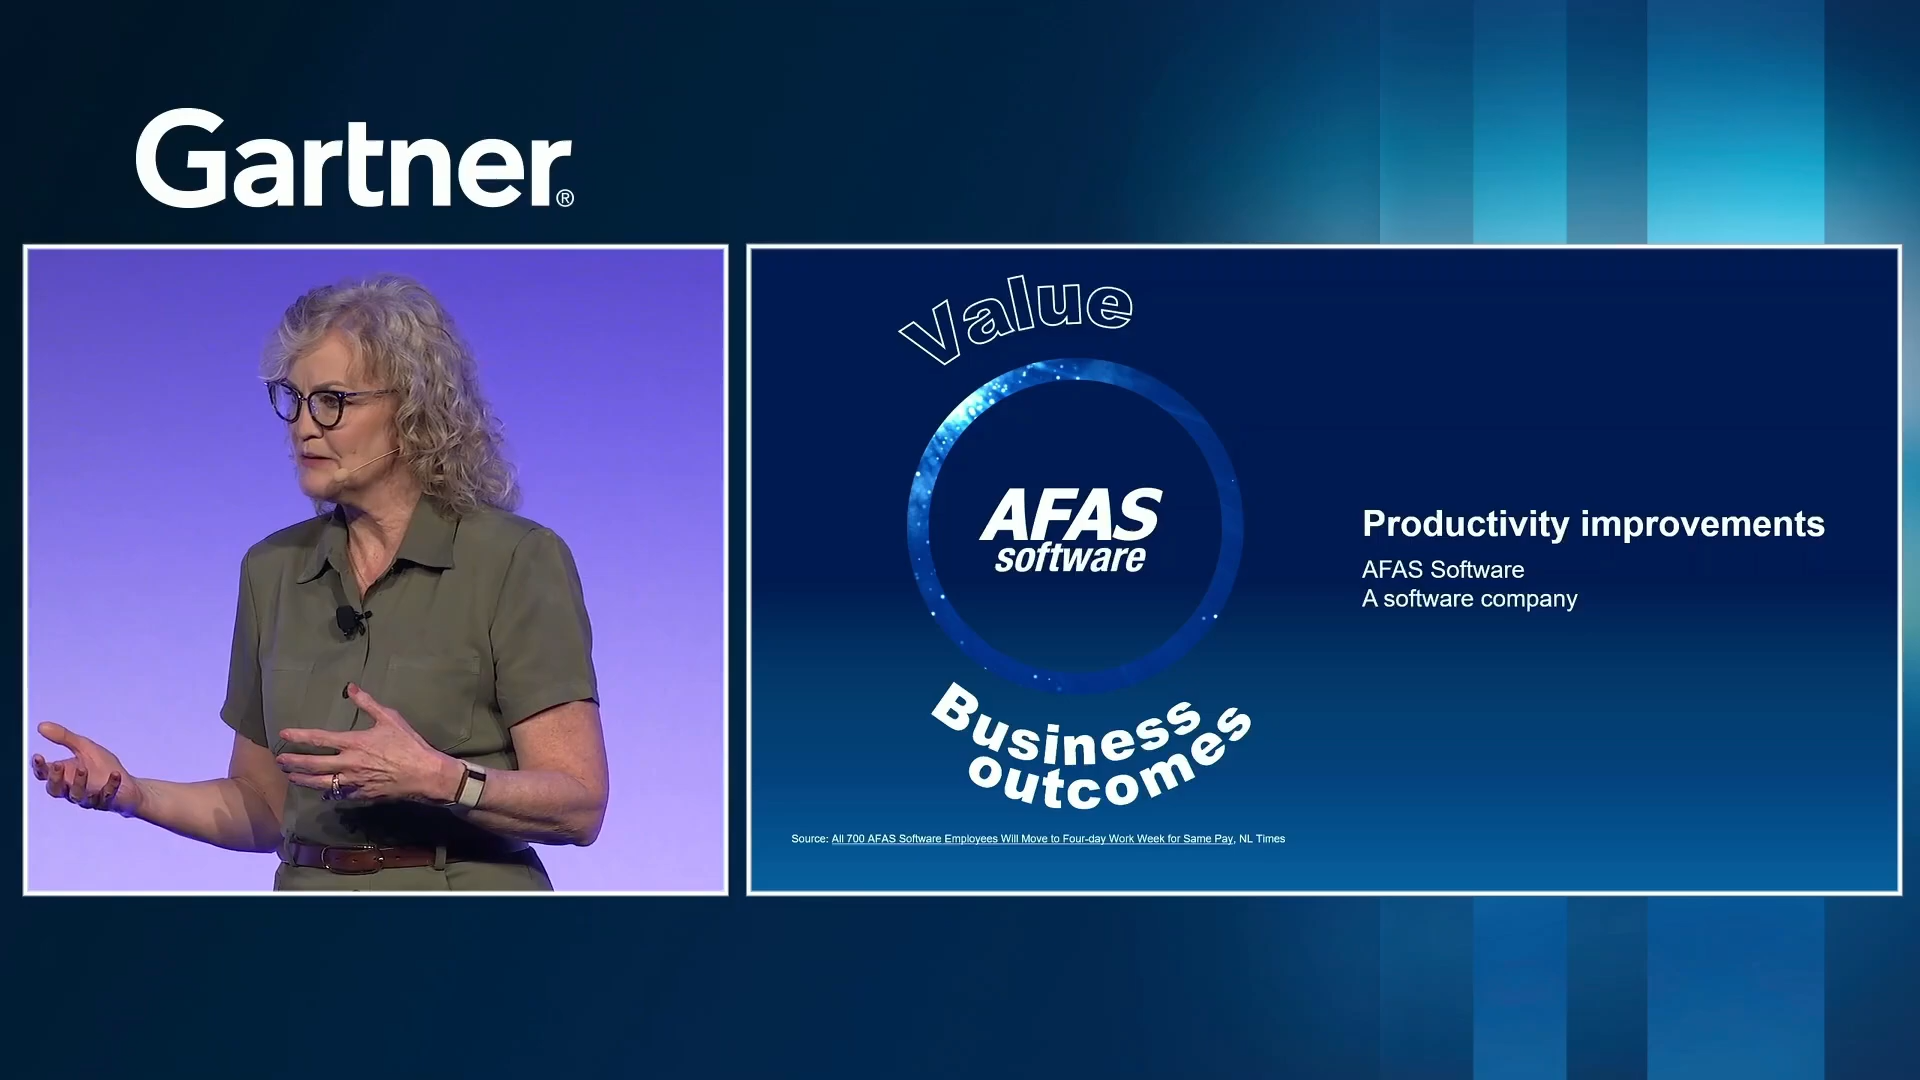 Gartner®
Value
AFAS
software
Business
outcomes
Productivity improvements
AFAS Software
A software company
Source: All 700 AFAS Software Employees Will Move to Four-day Work Week for Same Pay, NL Times